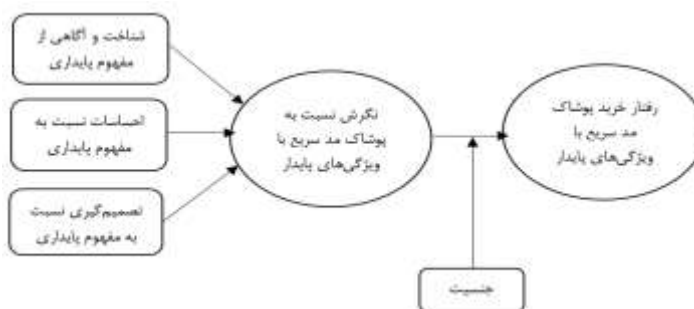 شناخت و آگاهی از
مفهوم پایداری
احساسات نسبت به
مفهوم پایداری
تصمیم‌گیری نسبت
به مفهوم پایداری
نگرش نسبت به
پوشاک مد سریع با
ویژگی‌های پایدار
رفتار خرید پوشاک
مد سریع با
ویژگی‌های پایدار
جنسیت